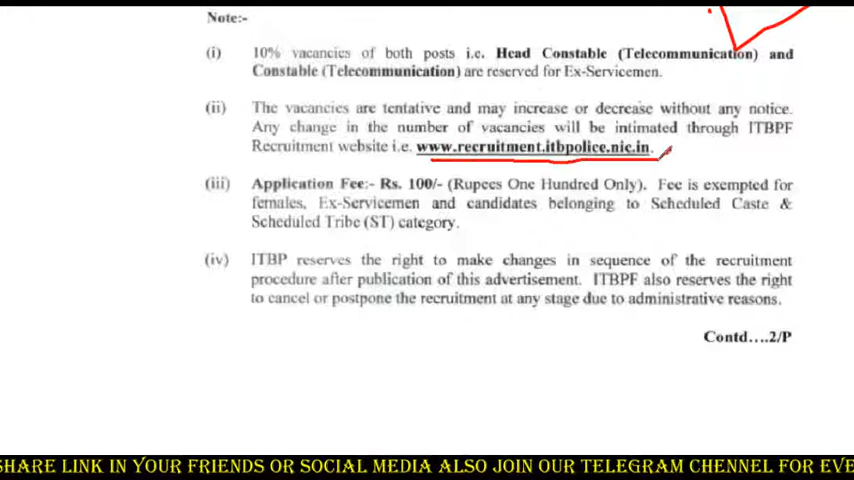 Note:-
(i) 10% vacancies of both posts i.e. Head Constable (Telecommunication) and
Constable (Telecommunication) are reserved for Ex-Servicemen.
(ii) The vacancies are tentative and may increase or decrease without any notice.
Any change in the number of vacancies will be intimated through ITBPF
Recruitment website i.e. www.recruitment.itbpolice.nic.in.
(iii) Application Fee:- Rs. 100/- (Rupees One Hundred Only). Fee is exempted for
females, Ex-Servicemen and candidates belonging to Scheduled Caste &
Scheduled Tribe (ST) category.
(iv) ITBP reserves the right to make changes in sequence of the recruitment
procedure after publication of this advertisement. ITBPF also reserves the right
to cancel or postpone the recruitment at any stage due to administrative reasons.
Contd....2/P
SHARE LINK IN YOUR FRIENDS OR SOCIAL MEDIA ALSO JOIN OUR TELEGRAM CHENNEL FOR EVE